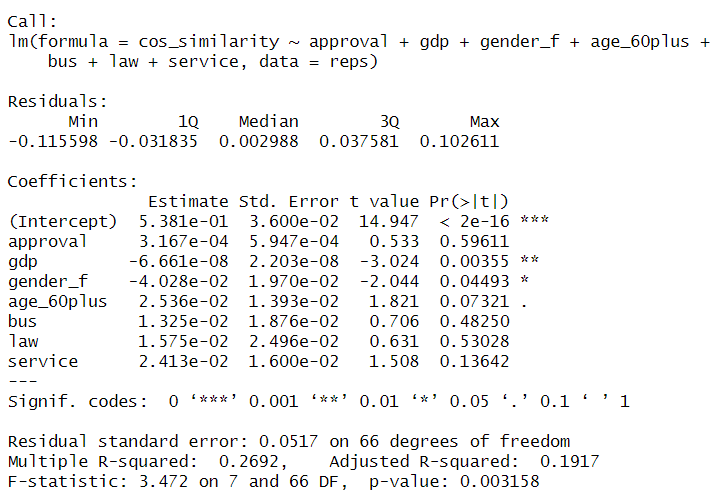 Call:
lm(formula = cos_similarity ~ approval + gdp + gender_f + age_60plus +
    bus + law + service, data = reps)

Residuals:
      Min        1Q    Median        3Q       Max
-0.115598 -0.031835  0.002988  0.037581  0.102611

Coefficients:
              Estimate Std. Error t value Pr(>|t|)
(Intercept)  5.381e-01  3.600e-02  14.947  < 2e-16 ***
approval     3.167e-04  5.947e-04   0.533  0.59611
gdp         -6.661e-08  2.203e-08  -3.024  0.00355 **
gender_f    -4.028e-02  1.970e-02  -2.044  0.04493 *
age_60plus   2.536e-02  1.393e-02   1.821  0.07321 .
bus          1.325e-02  1.876e-02   0.706  0.48250
law          1.575e-02  2.496e-02   0.631  0.53028
service      2.413e-02  1.600e-02   1.508  0.13642
---
Signif. codes:  0 ‘***’ 0.001 ‘**’ 0.01 ‘*’ 0.05 ‘.’ 0.1 ‘ ’ 1

Residual standard error: 0.0517 on 66 degrees of freedom
Multiple R-squared:  0.2692,    Adjusted R-squared:  0.1917
F-statistic: 3.472 on 7 and 66 DF,  p-value: 0.003158